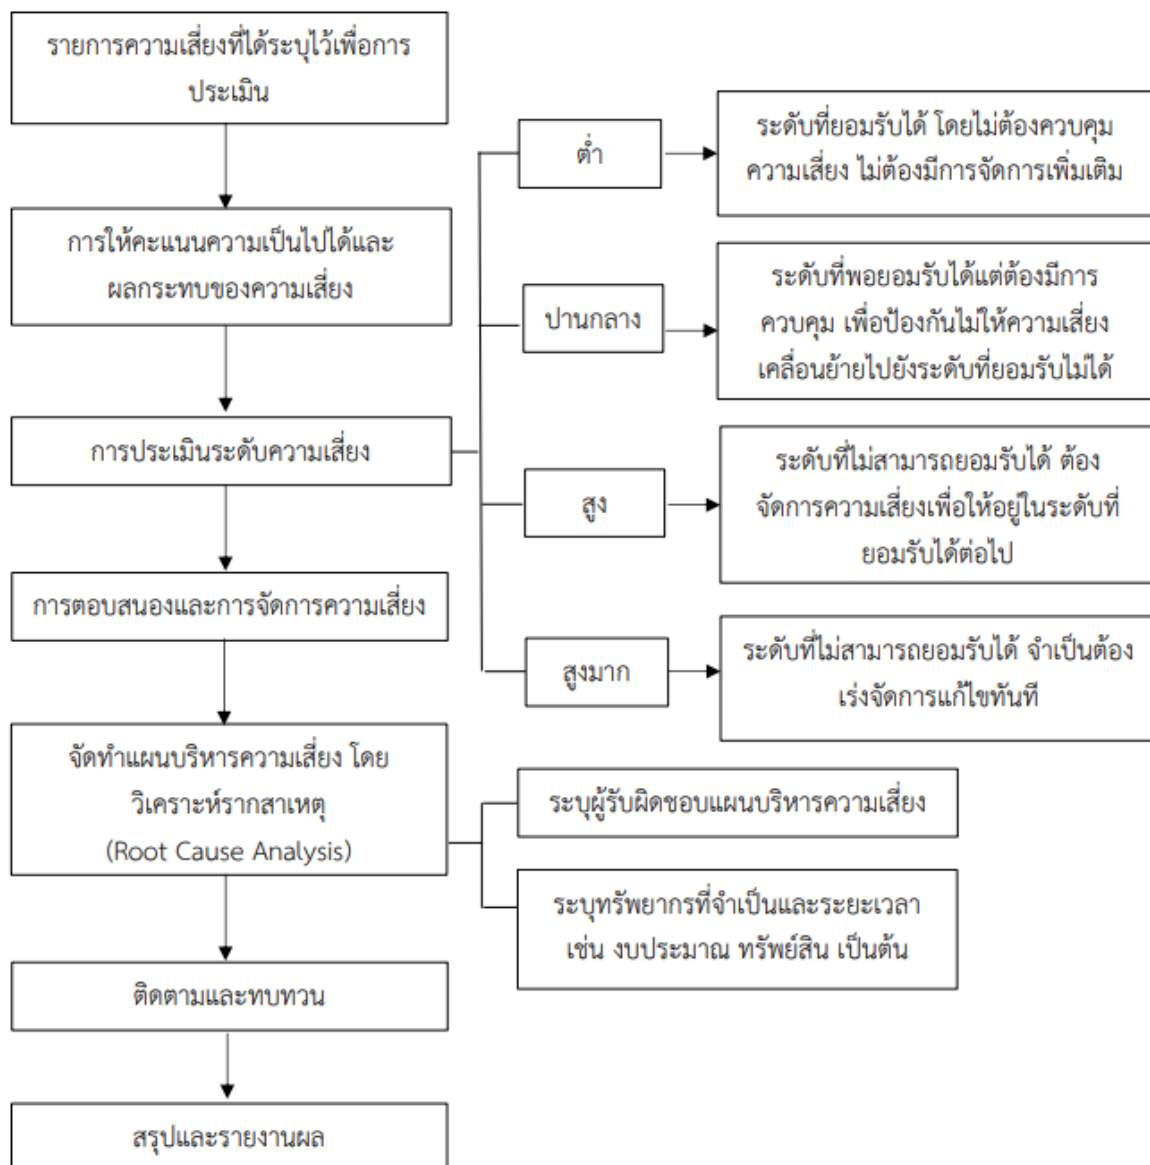 รายการความเสี่ยงที่ได้ระบุไว้เพื่อการ
ประเมิน
การให้คะแนนความเป็นไปได้และ
ผลกระทบของความเสี่ยง
การประเมินระดับความเสี่ยง
ต่ำ
ระดับที่ยอมรับได้ โดยไม่ต้องควบคุม
ความเสี่ยง ไม่ต้องมีการจัดการเพิ่มเติม
ปานกลาง
ระดับที่พอยอมรับได้แต่ต้องมีการ
ควบคุม เพื่อป้องกันไม่ให้ความเสี่ยง
เคลื่อนย้ายไปยังระดับที่ยอมรับไม่ได้
สูง
ระดับที่ไม่สามารถยอมรับได้ ต้อง
จัดการความเสี่ยงเพื่อให้อยู่ในระดับที่
ยอมรับได้ต่อไป
สูงมาก
ระดับที่ไม่สามารถยอมรับได้ จำเป็นต้อง
เร่งจัดการแก้ไขทันที
การตอบสนองและการจัดการความเสี่ยง
จัดทำแผนบริหารความเสี่ยง โดย
วิเคราะห์รากสาเหตุ
(Root Cause Analysis)
ระบุผู้รับผิดชอบแผนบริหารความเสี่ยง
ระบุทรัพยากรที่จำเป็นและระยะเวลา
เช่น งบประมาณ ทรัพย์สิน เป็นต้น
ติดตามและทบทวน
สรุปและรายงานผล